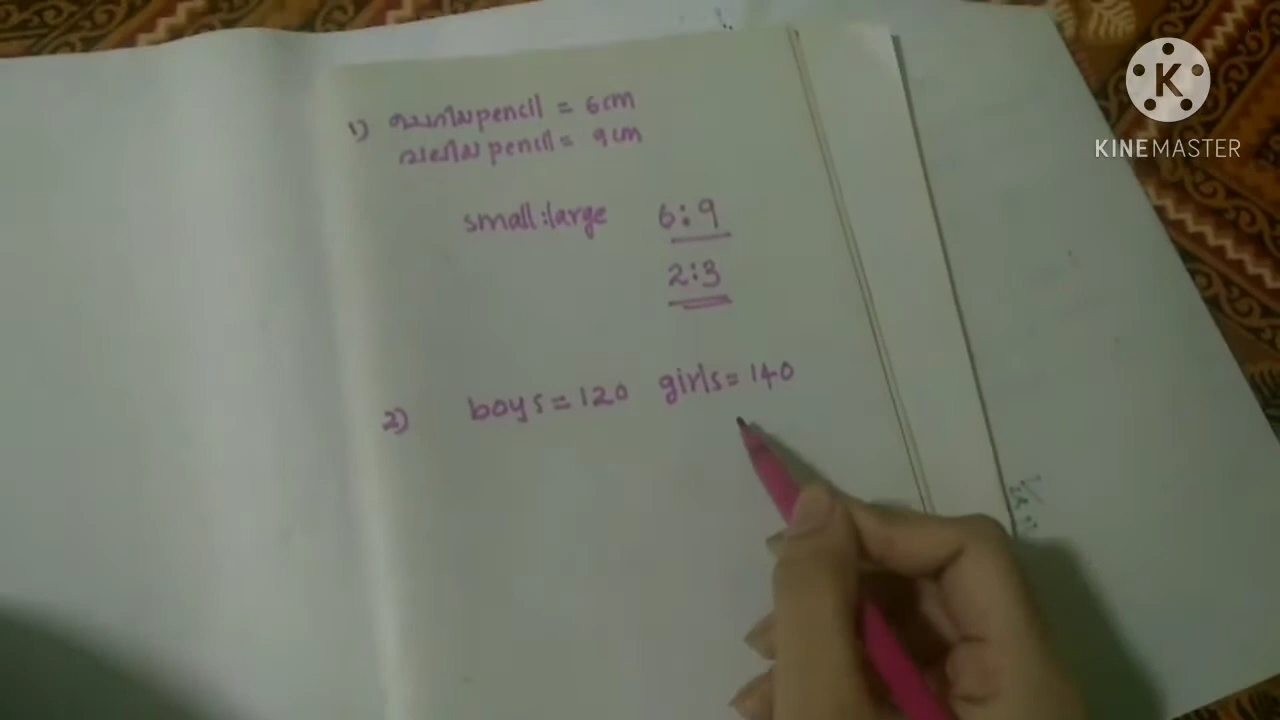 1) ചെറിയ pencil = 6cm
വലിയ pencil = 9cm
small:large 6:9
2:3
2) boys = 120 girls = 140
K
KINEMASTER